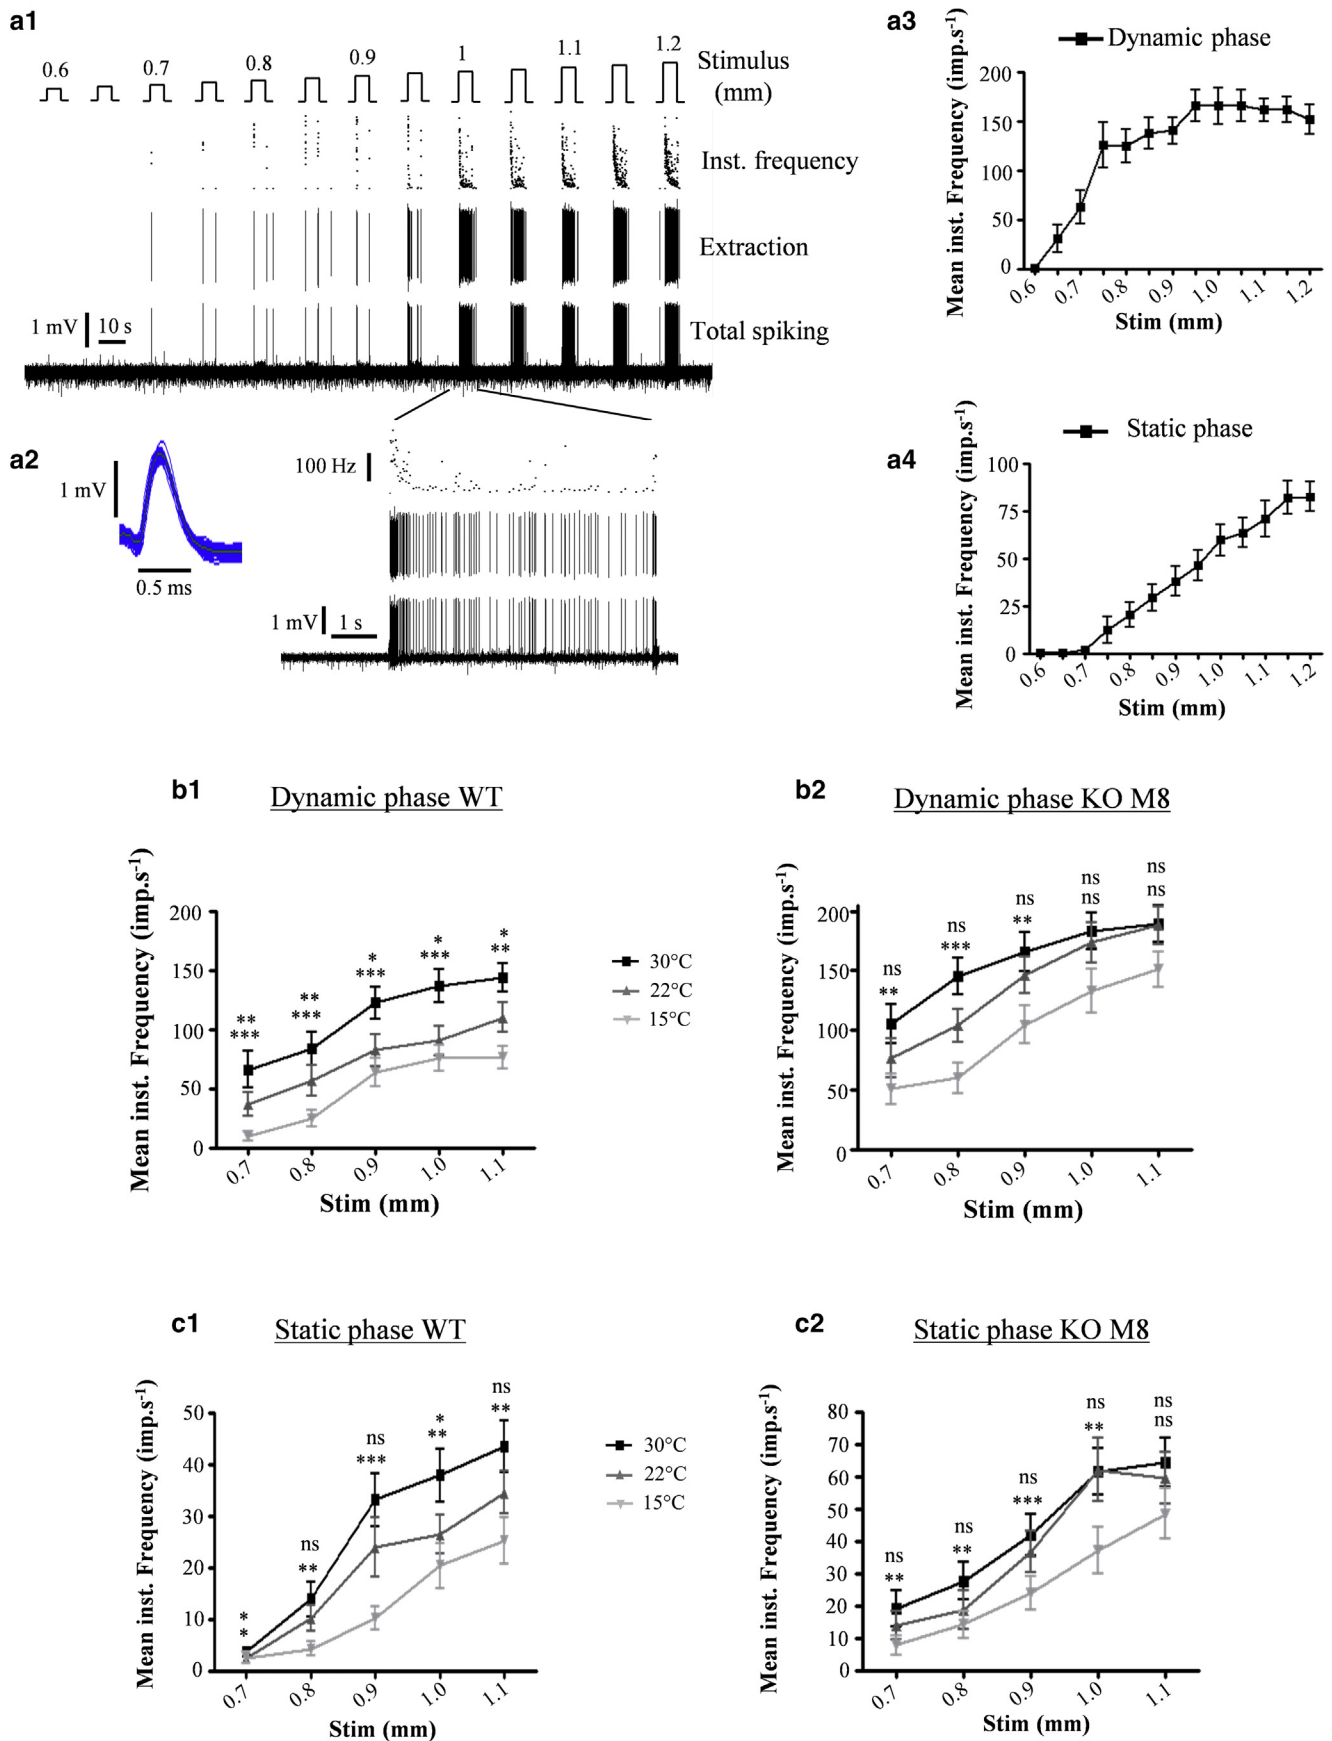 a1
0.6 0.7 0.8 0.9 1 1.1 1.2
Stimulus
(mm)
Inst. frequency
Extraction
Total spiking
1 mV 10 s
a2
1 mV
0.5 ms
100 Hz
1 mV 1 s
a3
Dynamic phase
Mean inst. Frequency (imp.s⁻¹)
200
150
100
50
0
0.6 0.7 0.8 0.9 1.0 1.1 1.2
Stim (mm)
a4
Static phase
Mean inst. Frequency (imp.s⁻¹)
100
75
50
25
0
0.6 0.7 0.8 0.9 1.0 1.1 1.2
Stim (mm)
b1
Dynamic phase WT
Mean inst. Frequency (imp.s⁻¹)
200
150
100
50
0
** ** * * *
*** *** *** *** **
0.7 0.8 0.9 1.0 1.1
Stim (mm)
30°C
22°C
15°C
b2
Dynamic phase KO M8
Mean inst. Frequency (imp.s⁻¹)
200
150
100
50
0
ns ns ns ns ns
** *** ** ns ns
0.7 0.8 0.9 1.0 1.1
Stim (mm)
c1
Static phase WT
Mean inst. Frequency (imp.s⁻¹)
50
40
30
20
10
0
* ns ns * ns
* ** *** ** **
0.7 0.8 0.9 1.0 1.1
Stim (mm)
30°C
22°C
15°C
c2
Static phase KO M8
Mean inst. Frequency (imp.s⁻¹)
80
70
60
50
40
30
20
10
0
ns ns ns ns ns
** ** *** ** ns
0.7 0.8 0.9 1.0 1.1
Stim (mm)